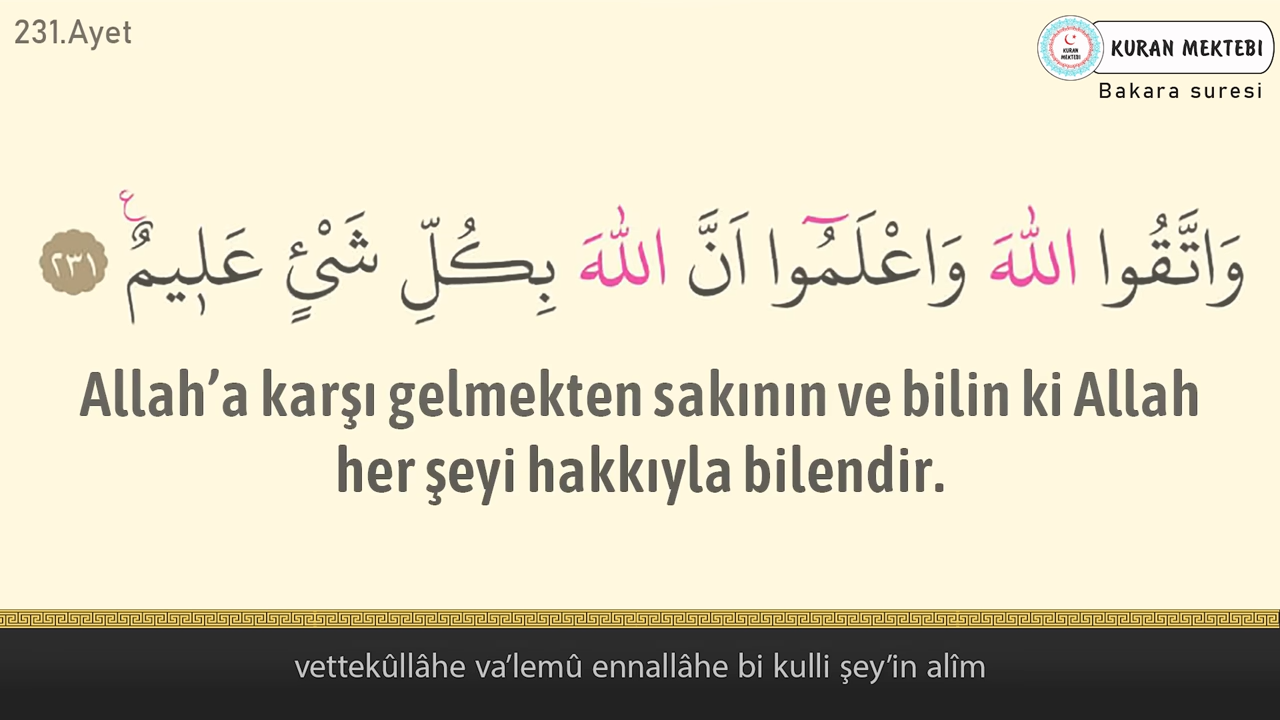 231.Ayet
KURAN MEKTEBI
KURAN
MEKTEBİ
Bakara suresi
وَاتَّقُوا اللّٰهَ وَاعْلَمُٓوا اَنَّ اللّٰهَ بِكُلِّ شَيْءٍ عَل۪يمٌ ع ٢٣١
Allah’a karşı gelmekten sakının ve bilin ki Allah
her şeyi hakkıyla bilendir.
vettekûllâhe va’lemû ennallâhe bi kulli şey’in alîm